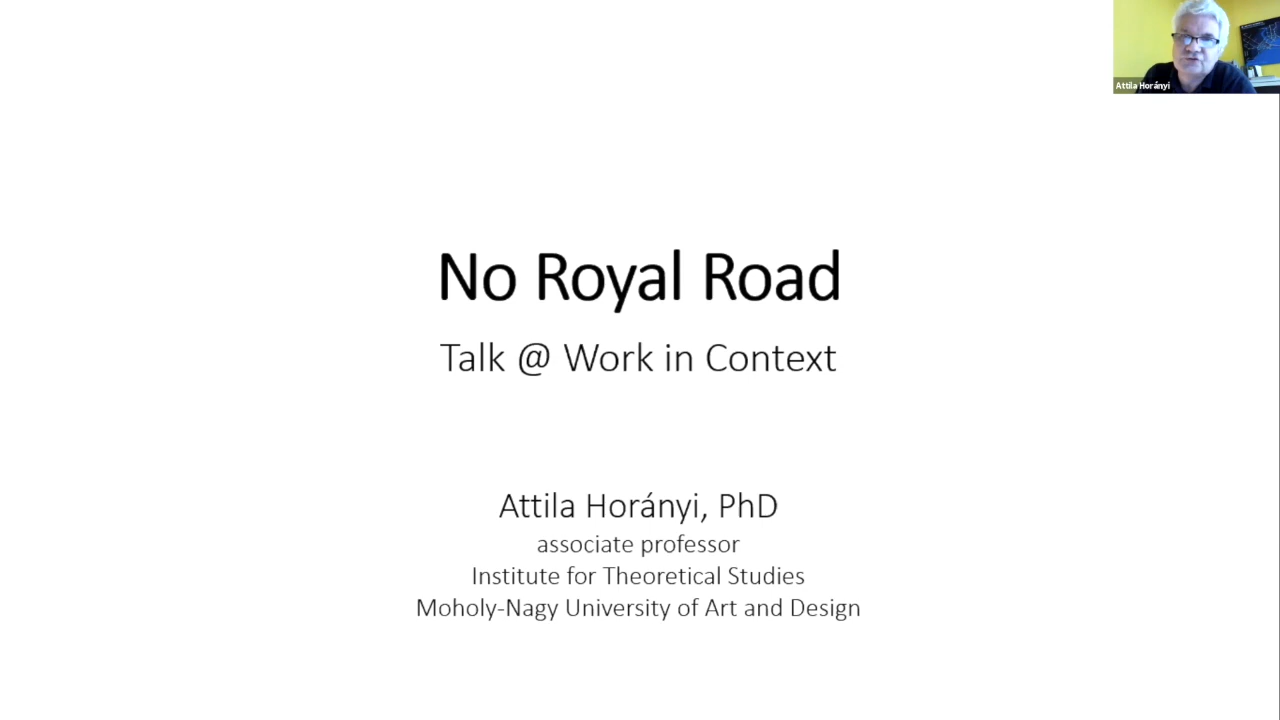 Attila Horányi
No Royal Road
Talk @ Work in Context
Attila Horányi, PhD
associate professor
Institute for Theoretical Studies
Moholy-Nagy University of Art and Design